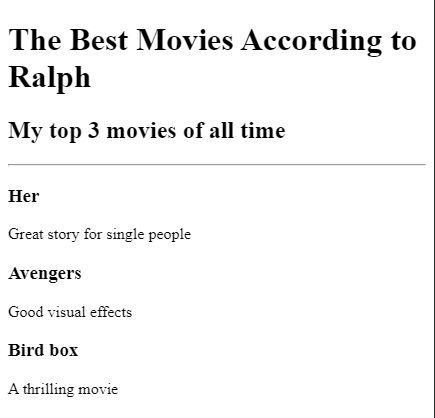 The Best Movies According to
Ralph
My top 3 movies of all time
Her
Great story for single people
Avengers
Good visual effects
Bird box
A thrilling movie